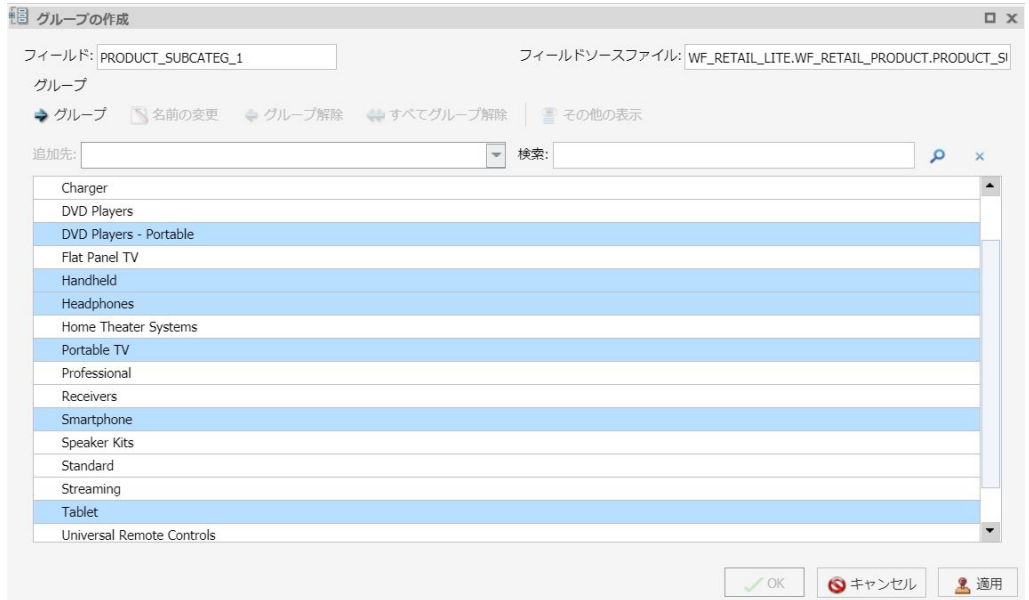 グループの作成
フィールド: PRODUCT_SUBCATEG_1 フィールドソースファイル: WF_RETAIL_LITE.WF_RETAIL_PRODUCT.PRODUCT_SU
グループ
グループ 名前の変更 グループ解除 すべてグループ解除 その他の表示
追加先: 検索:
Charger
DVD Players
DVD Players - Portable
Flat Panel TV
Handheld
Headphones
Home Theater Systems
Portable TV
Professional
Receivers
Smartphone
Speaker Kits
Standard
Streaming
Tablet
Universal Remote Controls
OK キャンセル 適用